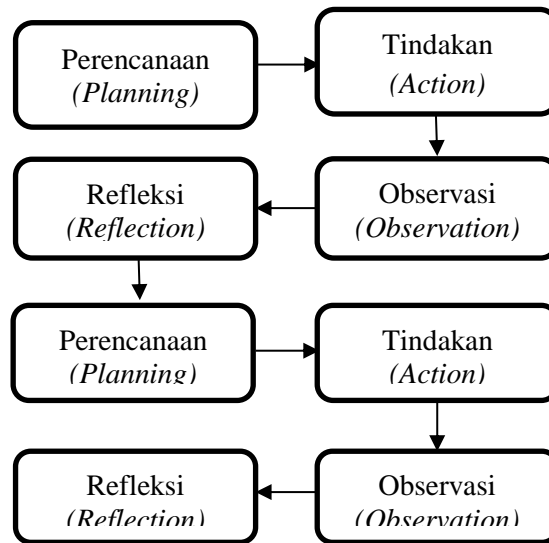 Perencanaan
(Planning)
Tindakan
(Action)
Refleksi
(Reflection)
Observasi
(Observation)
Perencanaan
(Planning)
Tindakan
(Action)
Refleksi
(Reflection)
Observasi
(Observation)